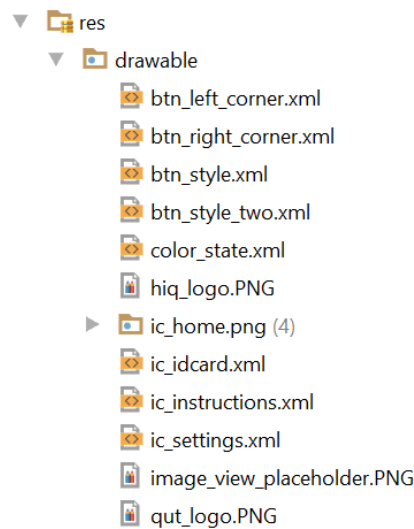 res
drawable
btn_left_corner.xml
btn_right_corner.xml
btn_style.xml
btn_style_two.xml
color_state.xml
hiq_logo.PNG
ic_home.png (4)
ic_idcard.xml
ic_instructions.xml
ic_settings.xml
image_view_placeholder.PNG
qut_logo.PNG